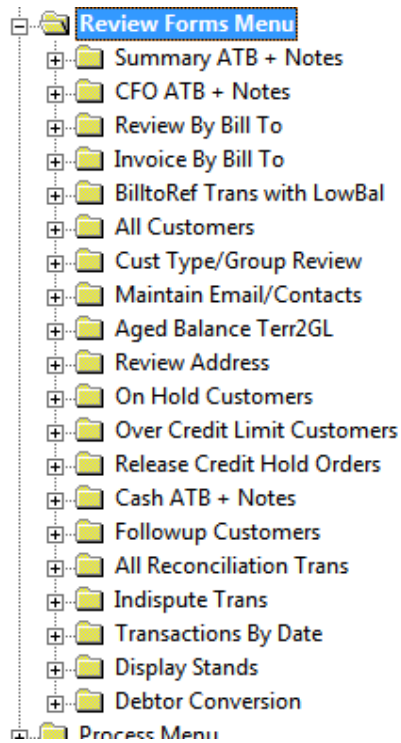 Review Forms Menu
Summary ATB + Notes
CFO ATB + Notes
Review By Bill To
Invoice By Bill To
BilltoRef Trans with LowBal
All Customers
Cust Type/Group Review
Maintain Email/Contacts
Aged Balance Terr2GL
Review Address
On Hold Customers
Over Credit Limit Customers
Release Credit Hold Orders
Cash ATB + Notes
Followup Customers
All Reconciliation Trans
Indispute Trans
Transactions By Date
Display Stands
Debtor Conversion
Process Menu